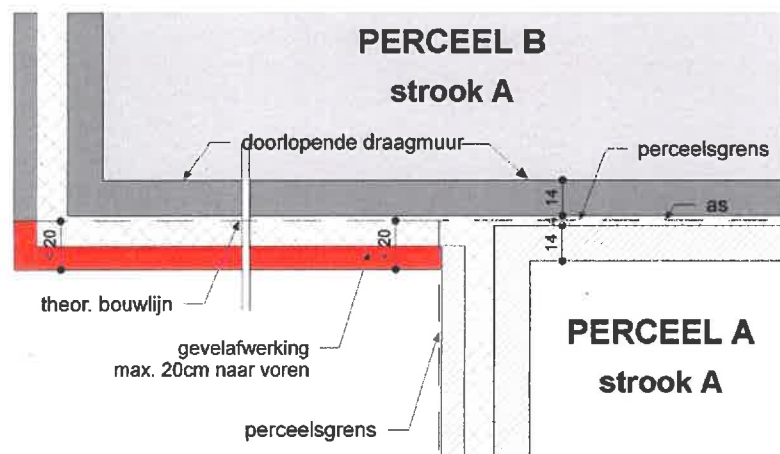 PERCEEL B
strook A
doorlopende draagmuur
perceelsgrens
14
as
20
20
14
theor. bouwlijn
gevelafwerking
max. 20cm naar voren
PERCEEL A
strook A
perceelsgrens